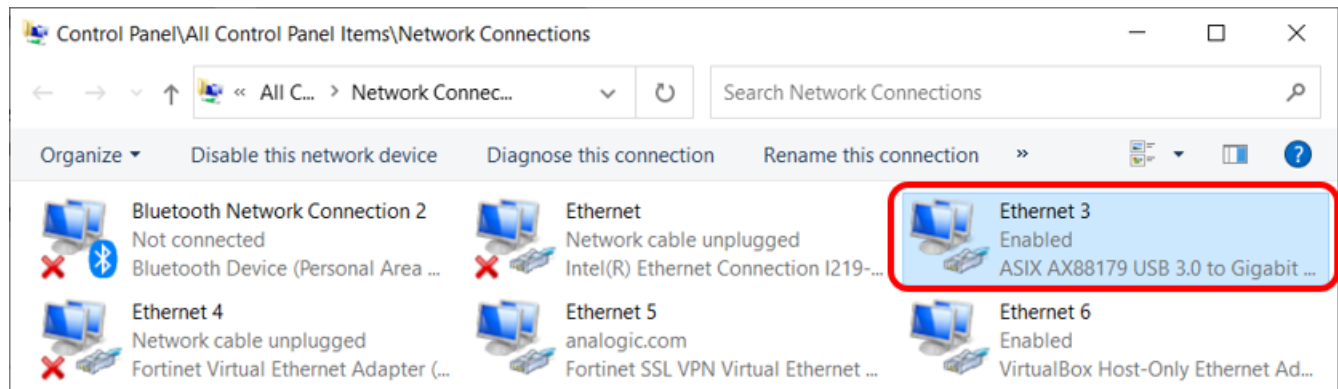 Control Panel\All Control Panel Items\Network Connections
« All C... > Network Connec...
Search Network Connections
Organize
Disable this network device
Diagnose this connection
Rename this connection
»
?
Bluetooth Network Connection 2
Not connected
Bluetooth Device (Personal Area ...
Ethernet
Network cable unplugged
Intel(R) Ethernet Connection I219-...
Ethernet 3
Enabled
ASIX AX88179 USB 3.0 to Gigabit ...
Ethernet 4
Network cable unplugged
Fortinet Virtual Ethernet Adapter (...
Ethernet 5
analogic.com
Fortinet SSL VPN Virtual Ethernet ...
Ethernet 6
Enabled
VirtualBox Host-Only Ethernet Ad...